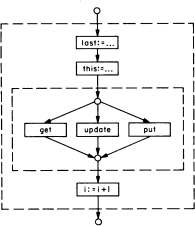 last:=...
this:=...
get update put
i:=i+1